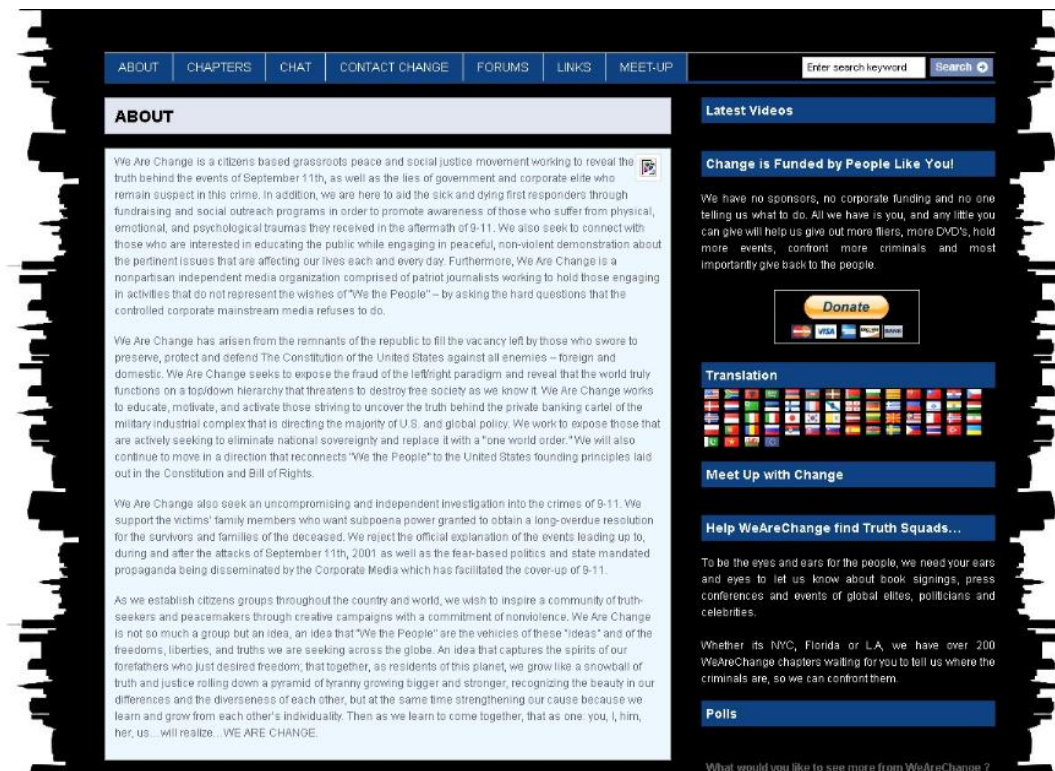 ABOUT CHAPTERS CHAT CONTACT CHANGE FORUMS LINKS MEET-UP
Enter search keyword Search
ABOUT
We Are Change is a citizens based grassroots peace and social justice movement working to reveal the
truth behind the events of September 11th, as well as the lies of government and corporate elite who
remain suspect in this crime. In addition, we are here to aid the sick and dying first responders through
fundraising and social outreach programs in order to promote awareness of those who suffer from physical,
emotional, and psychological traumas they received in the aftermath of 9-11. We also seek to connect with
those who are interested in educating the public while engaging in peaceful, non-violent demonstration about
the pertinent issues that are affecting our lives each and every day. Furthermore, We Are Change is a
nonpartisan independent media organization comprised of patriot journalists working to hold those engaging
in activities that do not represent the wishes of "We the People" – by asking the hard questions that the
controlled corporate mainstream media refuses to do.
We Are Change has arisen from the remnants of the republic to fill the vacancy left by those who swore to
preserve, protect and defend The Constitution of the United States against all enemies – foreign and
domestic. We Are Change seeks to expose the fraud of the left/right paradigm and reveal that the world truly
functions on a top/down hierarchy that threatens to destroy free society as we know it. We Are Change works
to educate, motivate, and activate those striving to uncover the truth behind the private banking cartel of the
military industrial complex that is directing the majority of U.S. and global policy. We work to expose those that
are actively seeking to eliminate national sovereignty and replace it with a "one world order." We will also
continue to move in a direction that reconnects "We the People" to the United States founding principles laid
out in the Constitution and Bill of Rights.
We Are Change also seek an uncompromising and independent investigation into the crimes of 9-11. We
support the victims' family members who want subpoena power granted to obtain a long-overdue resolution
for the survivors and families of the deceased. We reject the official explanation of the events leading up to,
during and after the attacks of September 11th, 2001 as well as the fear-based politics and state mandated
propaganda being disseminated by the Corporate Media which has facilitated the cover-up of 9-11.
As we establish citizens groups throughout the country and world, we wish to inspire a community of truth-
seekers and peacemakers through creative campaigns with a commitment of nonviolence. We Are Change
is not so much a group but an idea, an idea that "We the People" are the vehicles of these "ideas" and of the
freedoms, liberties, and truths we are seeking across the globe. An idea that captures the spirits of our
forefathers who just desired freedom; that together, as residents of this planet, we grow like a snowball of
truth and justice rolling down a pyramid of tyranny growing bigger and stronger, recognizing the beauty in our
differences and the diverseness of each other, but at the same time strengthening our cause because we
learn and grow from each other's individuality. Then as we learn to come together, that as one: you, I, him,
her, us... will realize... WE ARE CHANGE.
Latest Videos
Change is Funded by People Like You!
We have no sponsors, no corporate funding and no one
telling us what to do. All we have is you, and any little you
can give will help us give out more fliers, more DVD's, hold
more events, confront more criminals and most
importantly give back to the people.
Donate
VISA
Translation
Meet Up with Change
Help WeAreChange find Truth Squads...
To be the eyes and ears for the people, we need your ears
and eyes to let us know about book signings, press
conferences and events of global elites, politicians and
celebrities.
Whether its NYC, Florida or L.A, we have over 200
WeAreChange chapters waiting for you to tell us where the
criminals are, so we can confront them.
Polls
What would you like to see more from WeAreChange ?